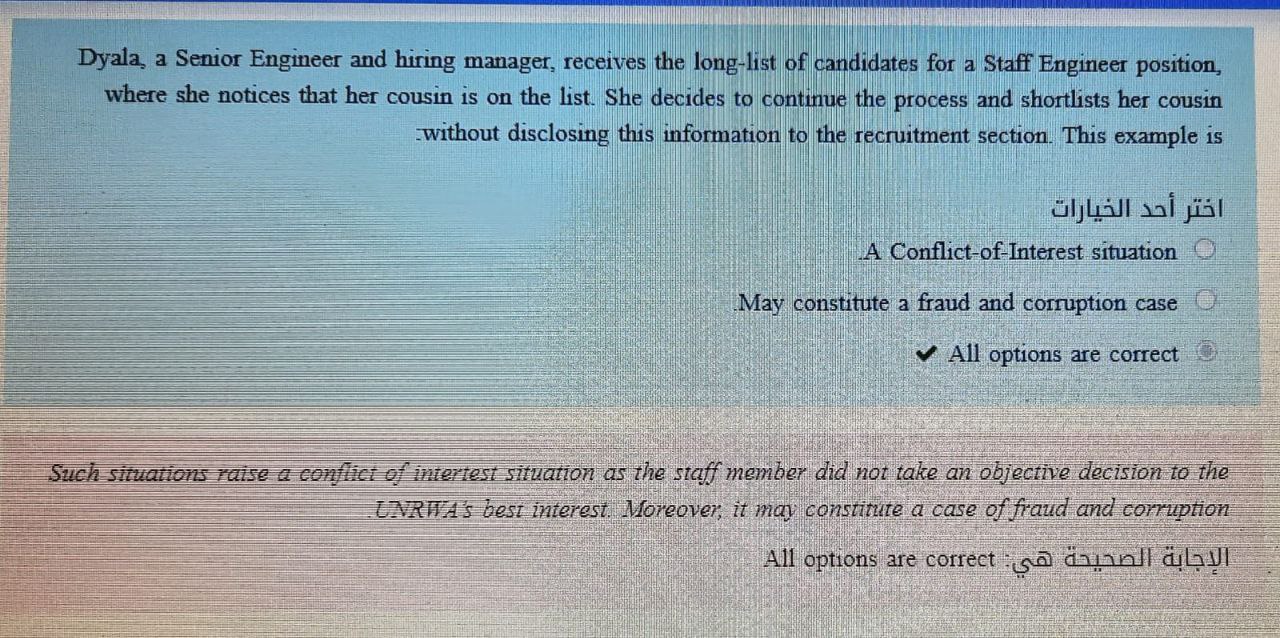 Dyala, a Senior Engineer and hiring manager, receives the long-list of candidates for a Staff Engineer position,
where she notices that her cousin is on the list. She decides to continue the process and shortlists her cousin
without disclosing this information to the recruitment section. This example is-
اختر أحد الخيارات
A Conflict-of-Interest situation.
May constitute a fraud and corruption case.
All options are correct ✔
Such situations raise a conflict of intertest situation as the staff member did not take an objective decision to the
UNRWA's best interest. Moreover, it may constitute a case of fraud and corruption.
الإجابة الصحيحة هي: All options are correct